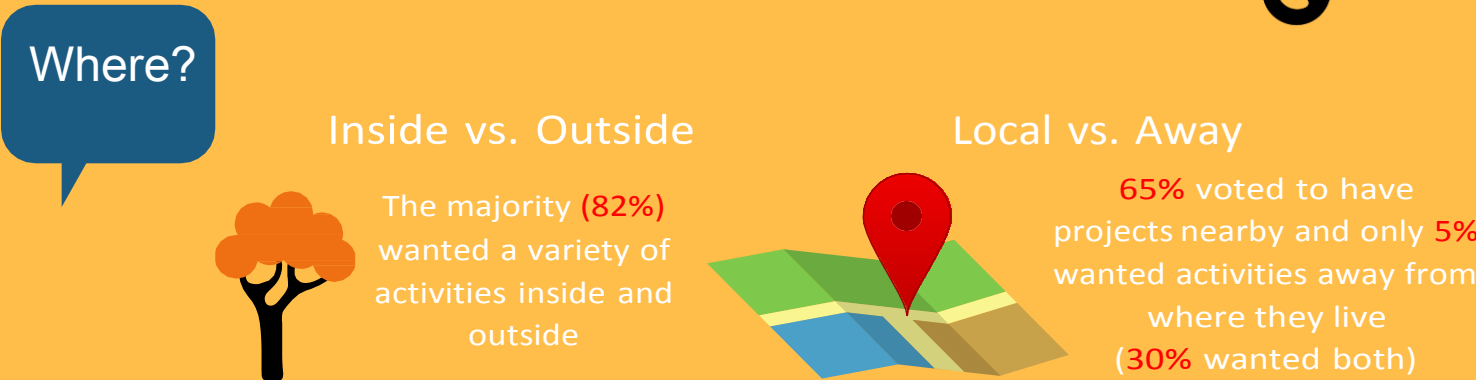 Where?
Inside vs. Outside
The majority (82%)
wanted a variety of
activities inside and
outside
Local vs. Away
65% voted to have
projects nearby and only 5%
wanted activities away from
where they live
(30% wanted both)